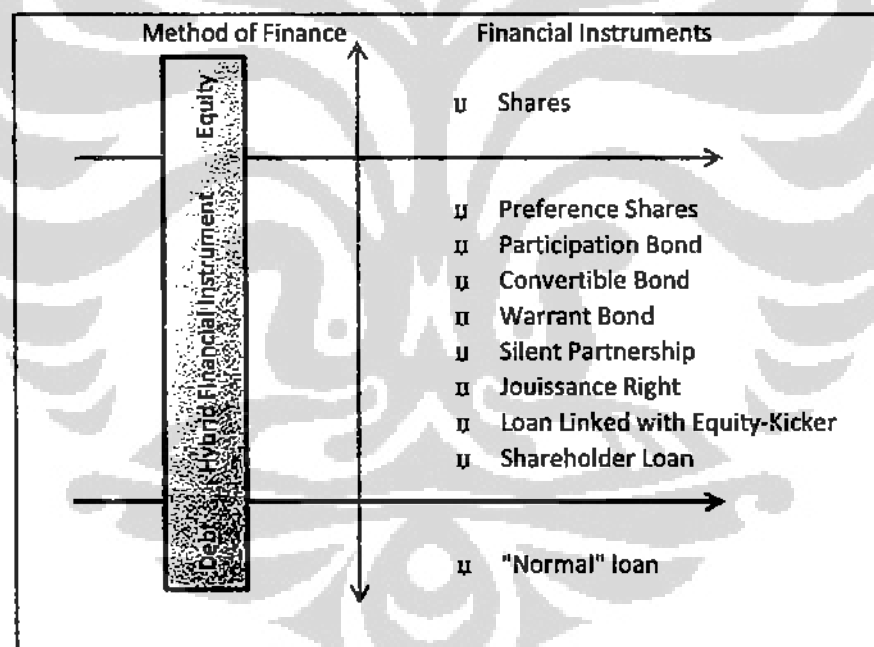 Method of Finance
Financial Instruments
Equity
Hybrid Financial Instrument
Debt
¤ Shares
¤ Preference Shares
¤ Participation Bond
¤ Convertible Bond
¤ Warrant Bond
¤ Silent Partnership
¤ Jouissance Right
¤ Loan Linked with Equity-Kicker
¤ Shareholder Loan
¤ "Normal" loan